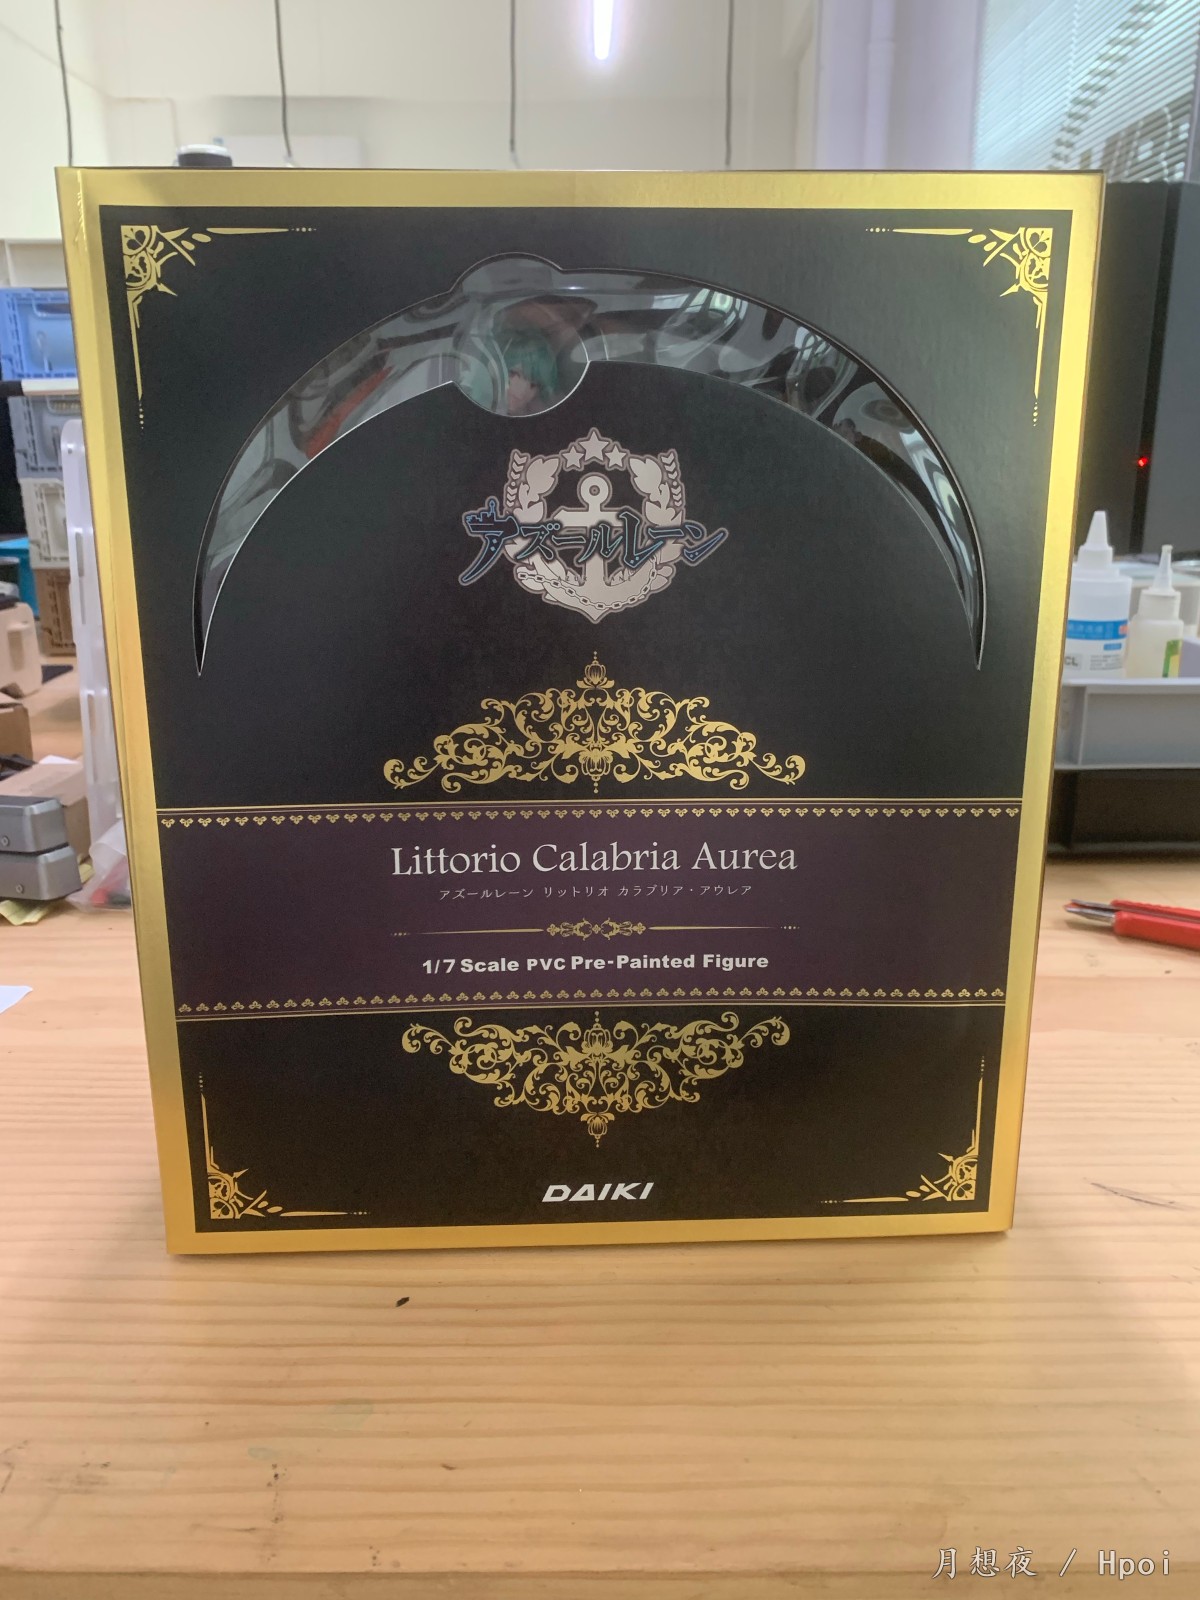 アズールレーン
Littorio Calabria Aurea
アズールレーン リットリオ カラブリア・アウレア
1/7 Scale PVC Pre-Painted Figure
DAIKI
月想夜 / Hpoi